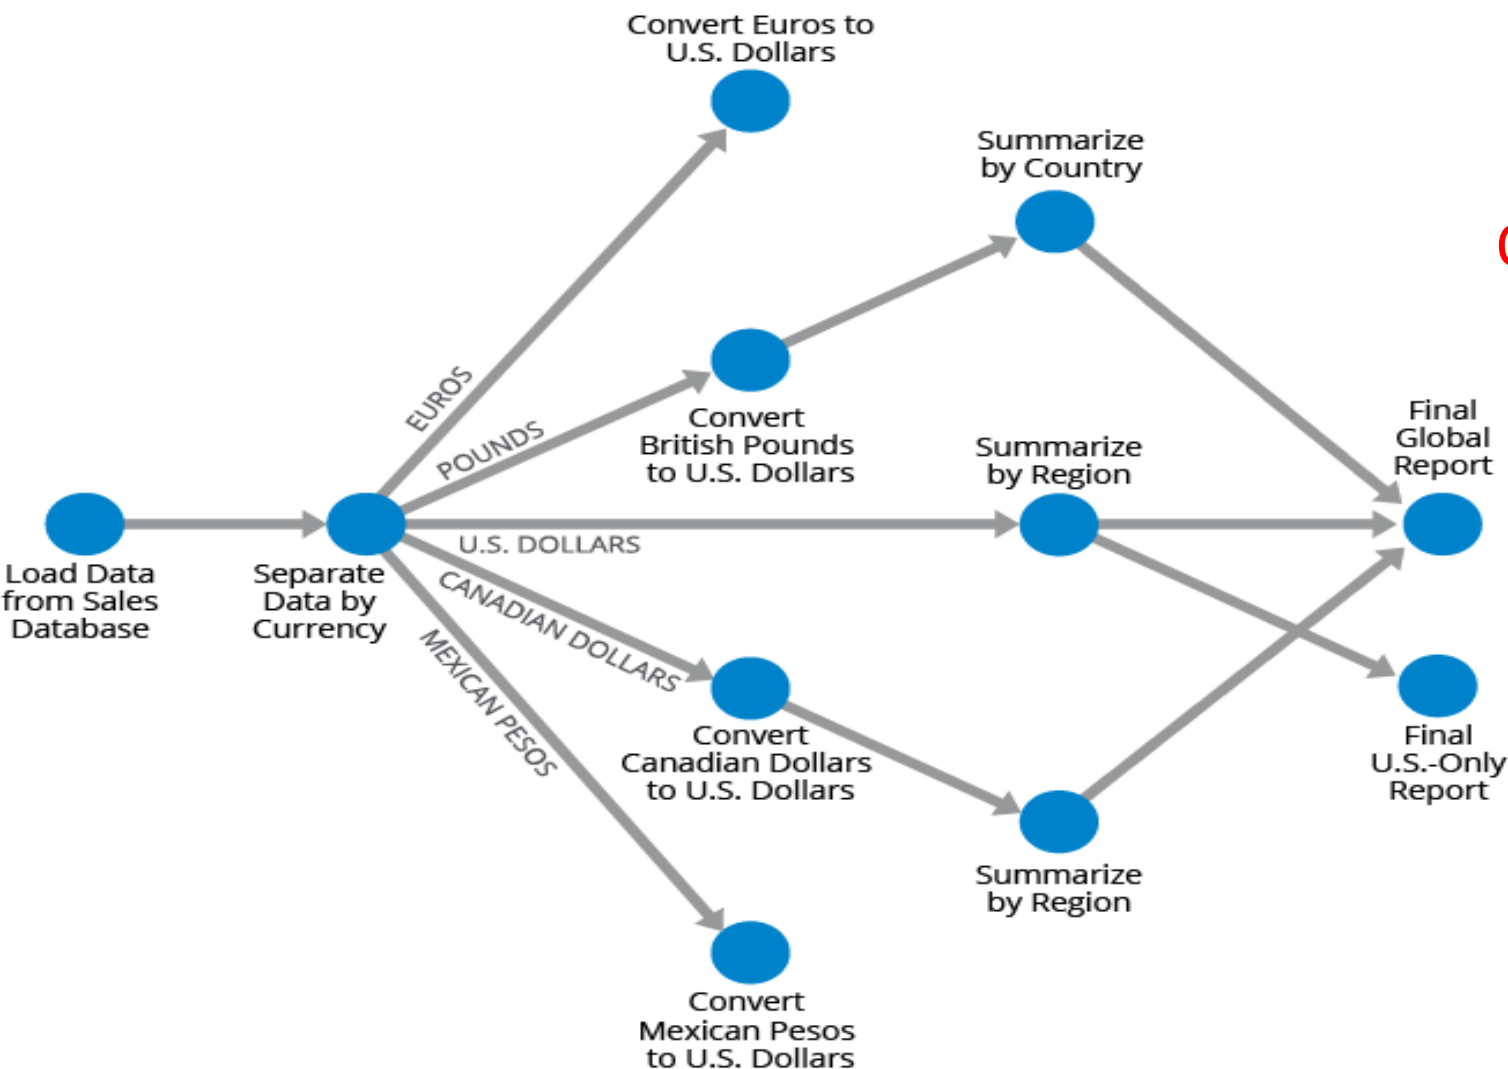 Convert Euros to
U.S. Dollars
Summarize
by Country
EUROS
POUNDS
Convert
British Pounds
to U.S. Dollars
Summarize
by Region
Final
Global
Report
U.S. DOLLARS
Load Data
from Sales
Database
Separate
Data by
Currency
CANADIAN DOLLARS
MEXICAN PESOS
Convert
Canadian Dollars
to U.S. Dollars
Final
U.S.-Only
Report
Summarize
by Region
Convert
Mexican Pesos
to U.S. Dollars